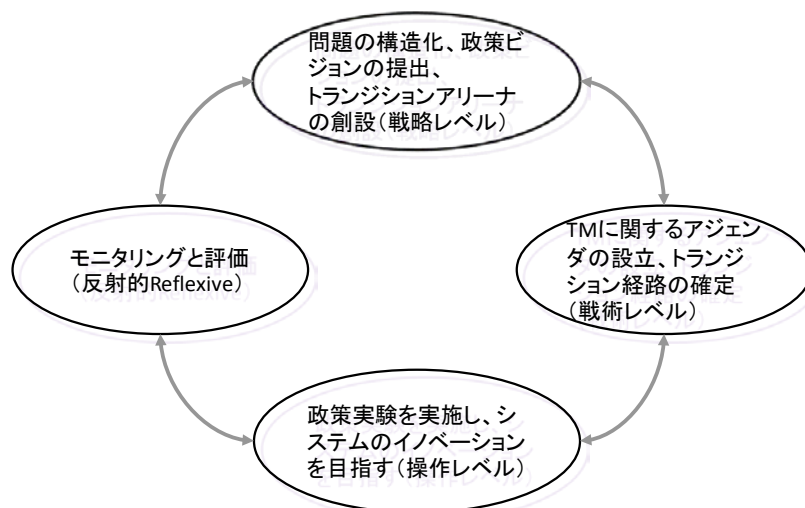 問題の構造化、政策ビ
ジョンの提出、
トランジションアリーナ
の創設（戦略レベル）
モニタリングと評価
（反射的Reflexive）
TMに関するアジェン
ダの設立、トランジ
ション経路の確定
（戦術レベル）
政策実験を実施し、シ
ステムのイノベーション
を目指す（操作レベル）